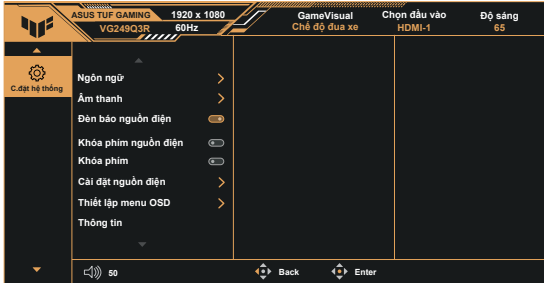 ASUS TUF GAMING 1920 x 1080 GameVisual Chọn đầu vào Độ sáng
VG249Q3R 60Hz Chế độ đua xe HDMI-1 65
C.đặt hệ thống
Ngôn ngữ
Âm thanh
Đèn báo nguồn điện
Khóa phím nguồn điện
Khóa phím
Cài đặt nguồn điện
Thiết lập menu OSD
Thông tin
50 Back Enter